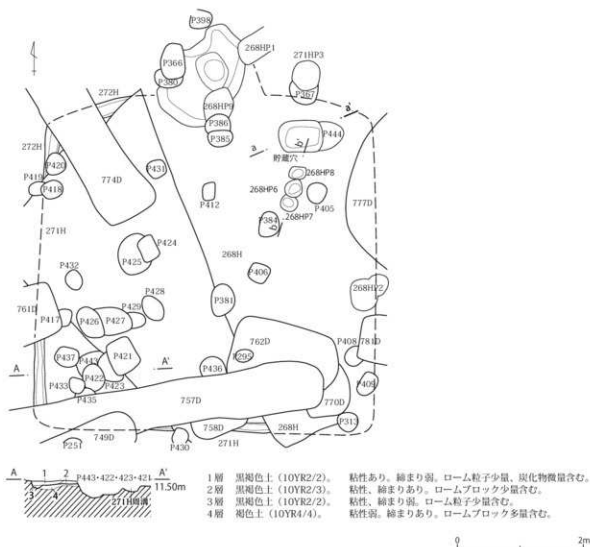 P398
P366
268HP1
271HP3
P380
P367
272H
268HP9
a'
P386
P444
272H
P385
a
b'
貯蔵穴
P420
P431
268HP8
P419
P418
774D
268HP6
P412
P405
777D
268HP7
271H
P384
b
P424
268H
P425
P432
P406
268HP2
P428
P381
761D
P429
P417
P426
P427
762D
P408
781D
P437
P443
P421
P295
A
A'
P436
P422
P433
P423
P409
P435
757D
770D
P313
749D
758D
268H
P251
P430
271H
A
1
2
P443・422・423・421
A'
11.50m
3
4
271H周溝
1層 黒褐色土(10YR2/2)。 粘性あり。締まり弱。ローム粒子少量、炭化物微量含む。
2層 黒褐色土(10YR2/3)。 粘性、締まりあり。ロームブロック少量含む。
3層 黒褐色土(10YR2/2)。 粘性、締まりあり。ローム粒子少量含む。
4層 褐色土(10YR4/4)。 粘性弱。締まりあり。ロームブロック多量含む。
0
2m